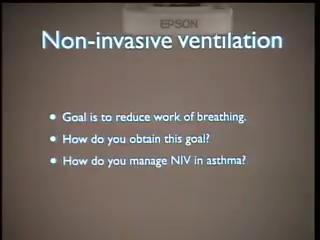 EPSON
Non-invasive ventilation
Goal is to reduce work of breathing.
How do you obtain this goal?
How do you manage NIV in asthma?